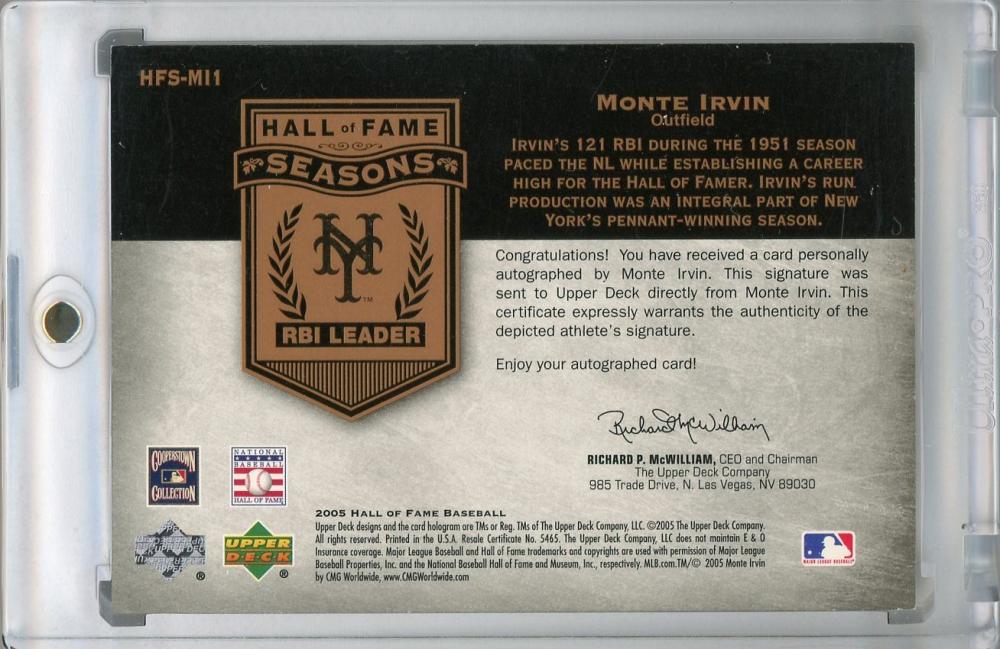 HFS-MI1
HALL of FAME
SEASONS
NY
TM
RBI LEADER
MONTE IRVIN
Outfield
IRVIN'S 121 RBI DURING THE 1951 SEASON
PACED THE NL WHILE ESTABLISHING A CAREER
HIGH FOR THE HALL OF FAMER. IRVIN'S RUN
PRODUCTION WAS AN INTEGRAL PART OF NEW
YORK'S PENNANT-WINNING SEASON.
Congratulations! You have received a card personally
autographed by Monte Irvin. This signature was
sent to Upper Deck directly from Monte Irvin. This
certificate expressly warrants the authenticity of the
depicted athlete's signature.
Enjoy your autographed card!
Richard P. McWilliam
RICHARD P. McWILLIAM, CEO and Chairman
The Upper Deck Company
985 Trade Drive, N. Las Vegas, NV 89030
COOPERSTOWN
COLLECTION
NATIONAL
BASEBALL
HALL OF FAME
UPPER
DECK
®
®
2005 HALL OF FAME BASEBALL
Upper Deck designs and the card hologram are TMs or Reg. TMs of The Upper Deck Company, LLC. ©2005 The Upper Deck Company.
All rights reserved. Printed in the U.S.A. Resale Certificate No. 5465. The Upper Deck Company, LLC does not maintain E & O
Insurance coverage. Major League Baseball and Hall of Fame trademarks and copyrights are used with permission of Major League
Baseball Properties, Inc. and the National Baseball Hall of Fame and Museum, Inc., respectively. MLB.com.TM/© 2005 Monte Irvin
by CMG Worldwide, www.CMGWorldwide.com
MAJOR LEAGUE BASEBALL